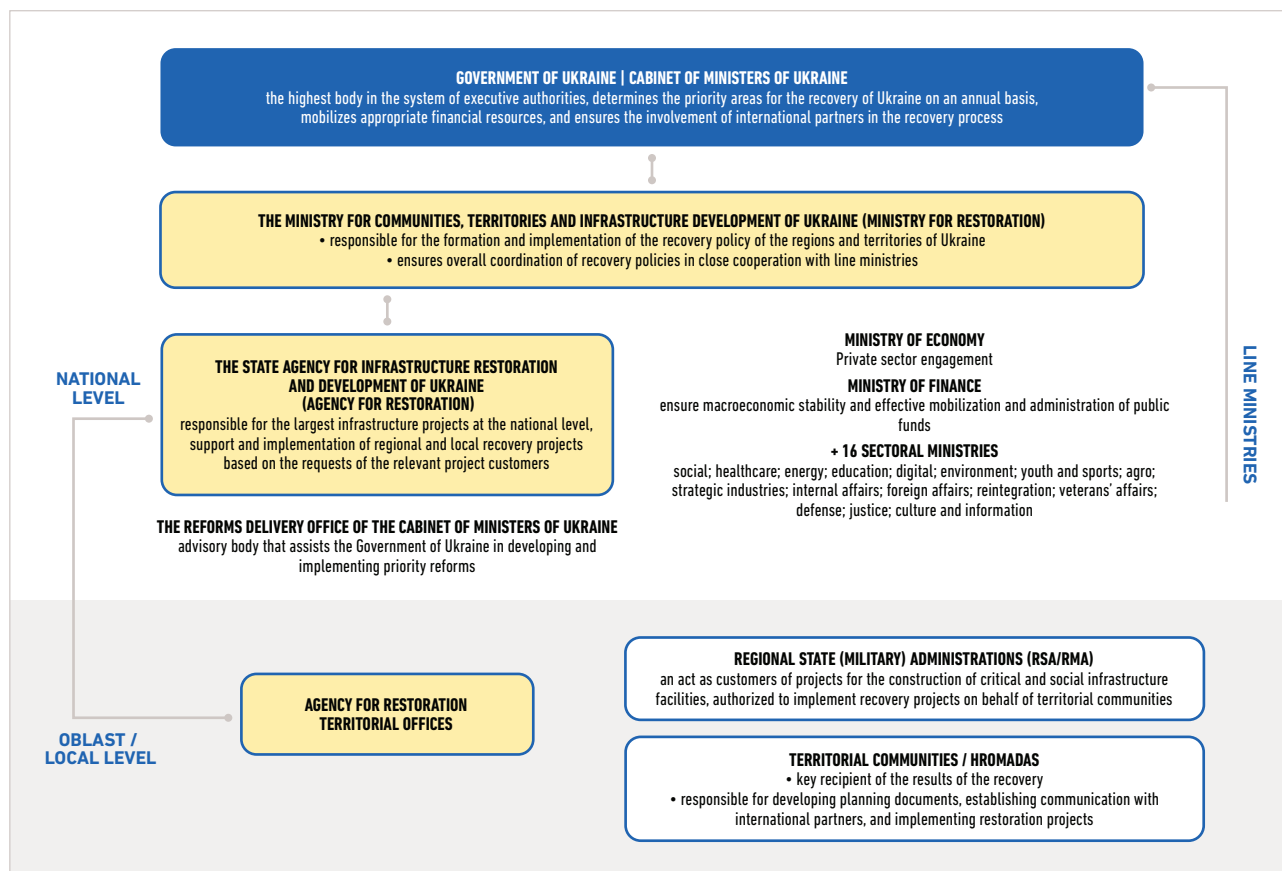 GOVERNMENT OF UKRAINE | CABINET OF MINISTERS OF UKRAINE
the highest body in the system of executive authorities, determines the priority areas for the recovery of Ukraine on an annual basis,
mobilizes appropriate financial resources, and ensures the involvement of international partners in the recovery process
THE MINISTRY FOR COMMUNITIES, TERRITORIES AND INFRASTRUCTURE DEVELOPMENT OF UKRAINE (MINISTRY FOR RESTORATION)
• responsible for the formation and implementation of the recovery policy of the regions and territories of Ukraine
• ensures overall coordination of recovery policies in close cooperation with line ministries
NATIONAL
LEVEL
THE STATE AGENCY FOR INFRASTRUCTURE RESTORATION
AND DEVELOPMENT OF UKRAINE
(AGENCY FOR RESTORATION)
responsible for the largest infrastructure projects at the national level,
support and implementation of regional and local recovery projects
based on the requests of the relevant project customers
MINISTRY OF ECONOMY
Private sector engagement
MINISTRY OF FINANCE
ensure macroeconomic stability and effective mobilization and administration of public
funds
+ 16 SECTORAL MINISTRIES
social; healthcare; energy; education; digital; environment; youth and sports; agro;
strategic industries; internal affairs; foreign affairs; reintegration; veterans' affairs;
defense; justice; culture and information
LINE MINISTRIES
THE REFORMS DELIVERY OFFICE OF THE CABINET OF MINISTERS OF UKRAINE
advisory body that assists the Government of Ukraine in developing and
implementing priority reforms
OBLAST /
LOCAL LEVEL
AGENCY FOR RESTORATION
TERRITORIAL OFFICES
REGIONAL STATE (MILITARY) ADMINISTRATIONS (RSA/RMA)
an act as customers of projects for the construction of critical and social infrastructure
facilities, authorized to implement recovery projects on behalf of territorial communities
TERRITORIAL COMMUNITIES / HROMADAS
• key recipient of the results of the recovery
• responsible for developing planning documents, establishing communication with
international partners, and implementing restoration projects